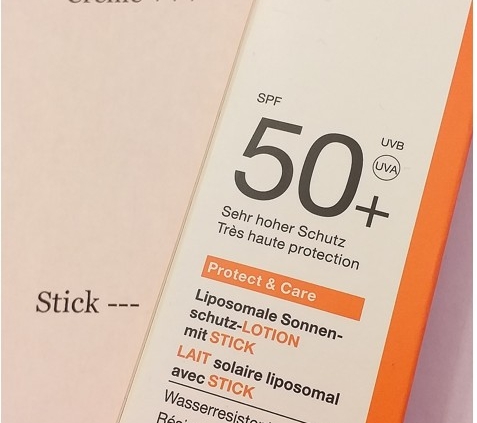 Creme +++
SPF
50+
UVB
UVA
Sehr hoher Schutz
Très haute protection
Protect & Care
Liposomale Sonnen-
schutz-LOTION
mit STICK
LAIT solaire liposomal
avec STICK
Stick ---